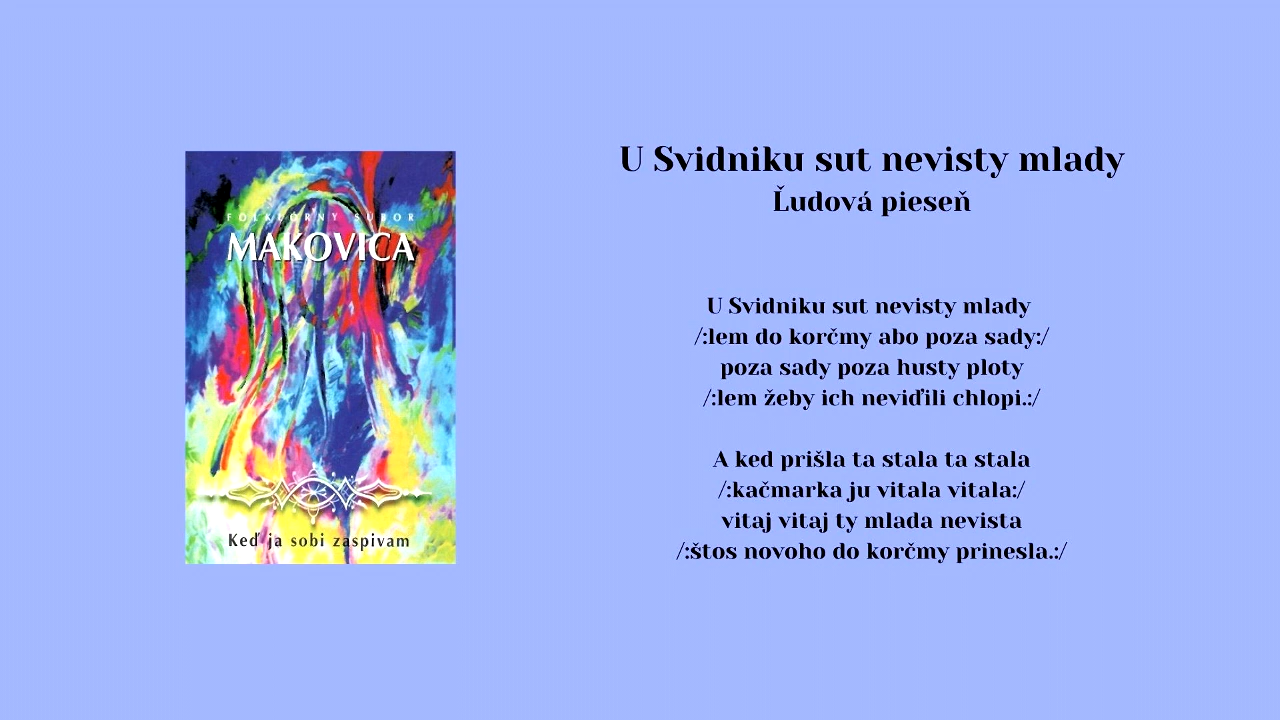 FOLKLÓRNY SÚBOR
MAKOVICA
Keď ja sobi zaspivam
U Svidniku sut nevisty mlady
Ľudová pieseň
U Svidniku sut nevisty mlady
/:lem do korčmy abo poza sady:/
poza sady poza husty ploty
/:lem žeby ich neviďili chlopi.:/
A ked prišla ta stala ta stala
/:kačmarka ju vitala vitala:/
vitaj vitaj ty mlada nevista
/:štos novoho do korčmy prinesla.:/